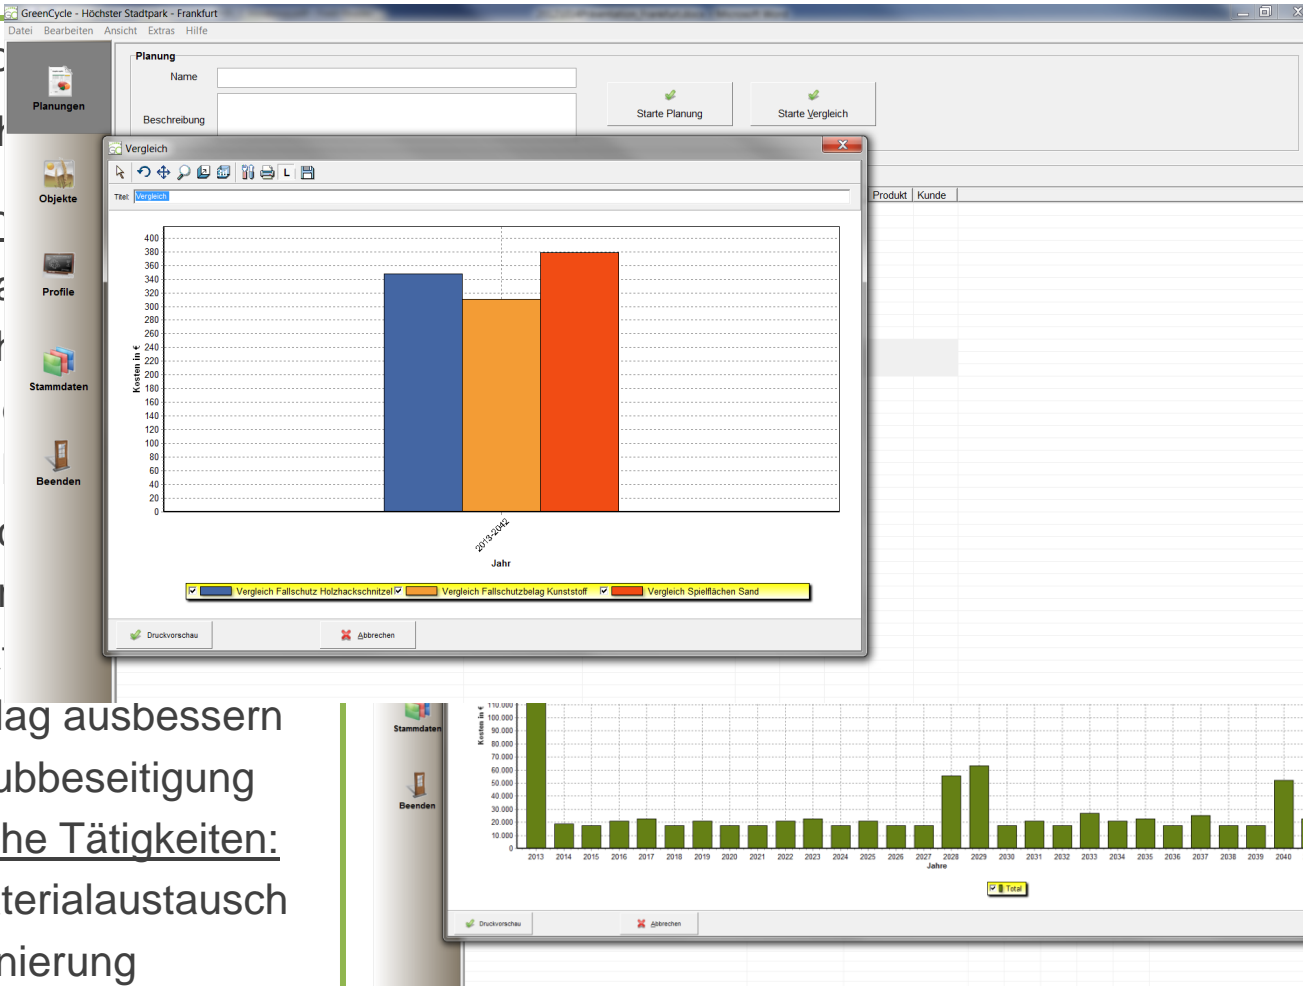 GreenCycle - Höchster Stadtpark - Frankfurt
Datei Bearbeiten Ansicht Extras Hilfe
Planungen
Objekte
Profile
Stammdaten
Beenden
Planung
Name
Beschreibung
Starte Planung
Starte Vergleich
Produkt Kunde
Vergleich
L
Titel: Vergleich
Kosten in €
400
380
360
340
320
300
280
260
240
220
200
180
160
140
120
100
80
60
40
20
0
2013-2042
Jahr
Vergleich Fallschutz Holzhackschnitzel Vergleich Fallschutzbelag Kunststoff Vergleich Spielflächen Sand
Druckvorschau Abbrechen
lag ausbessern
ubbeseitigung
he Tätigkeiten:
terialaustausch
nierung
Stammdaten
Beenden
Kosten in €
110.000
100.000
90.000
80.000
70.000
60.000
50.000
40.000
30.000
20.000
10.000
0
2013 2014 2015 2016 2017 2018 2019 2020 2021 2022 2023 2024 2025 2026 2027 2028 2029 2030 2031 2032 2033 2034 2035 2036 2037 2038 2039 2040
Jahre
Total
Druckvorschau Abbrechen